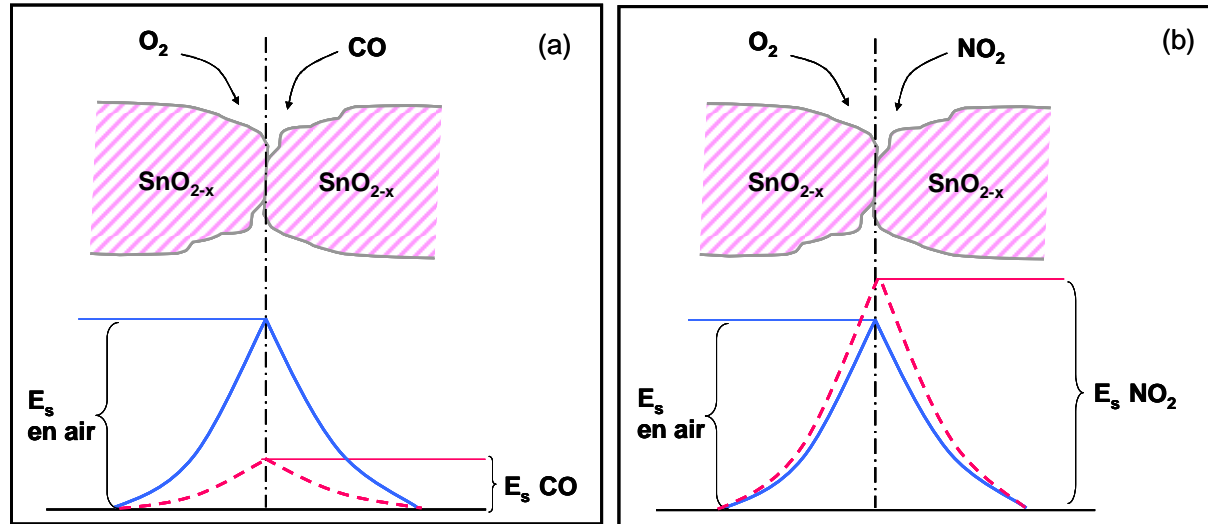 O₂
CO
(a)
SnO₂₋ₓ
SnO₂₋ₓ
Eₛ
en air
Eₛ CO
O₂
NO₂
(b)
SnO₂₋ₓ
SnO₂₋ₓ
Eₛ
en air
Eₛ NO₂